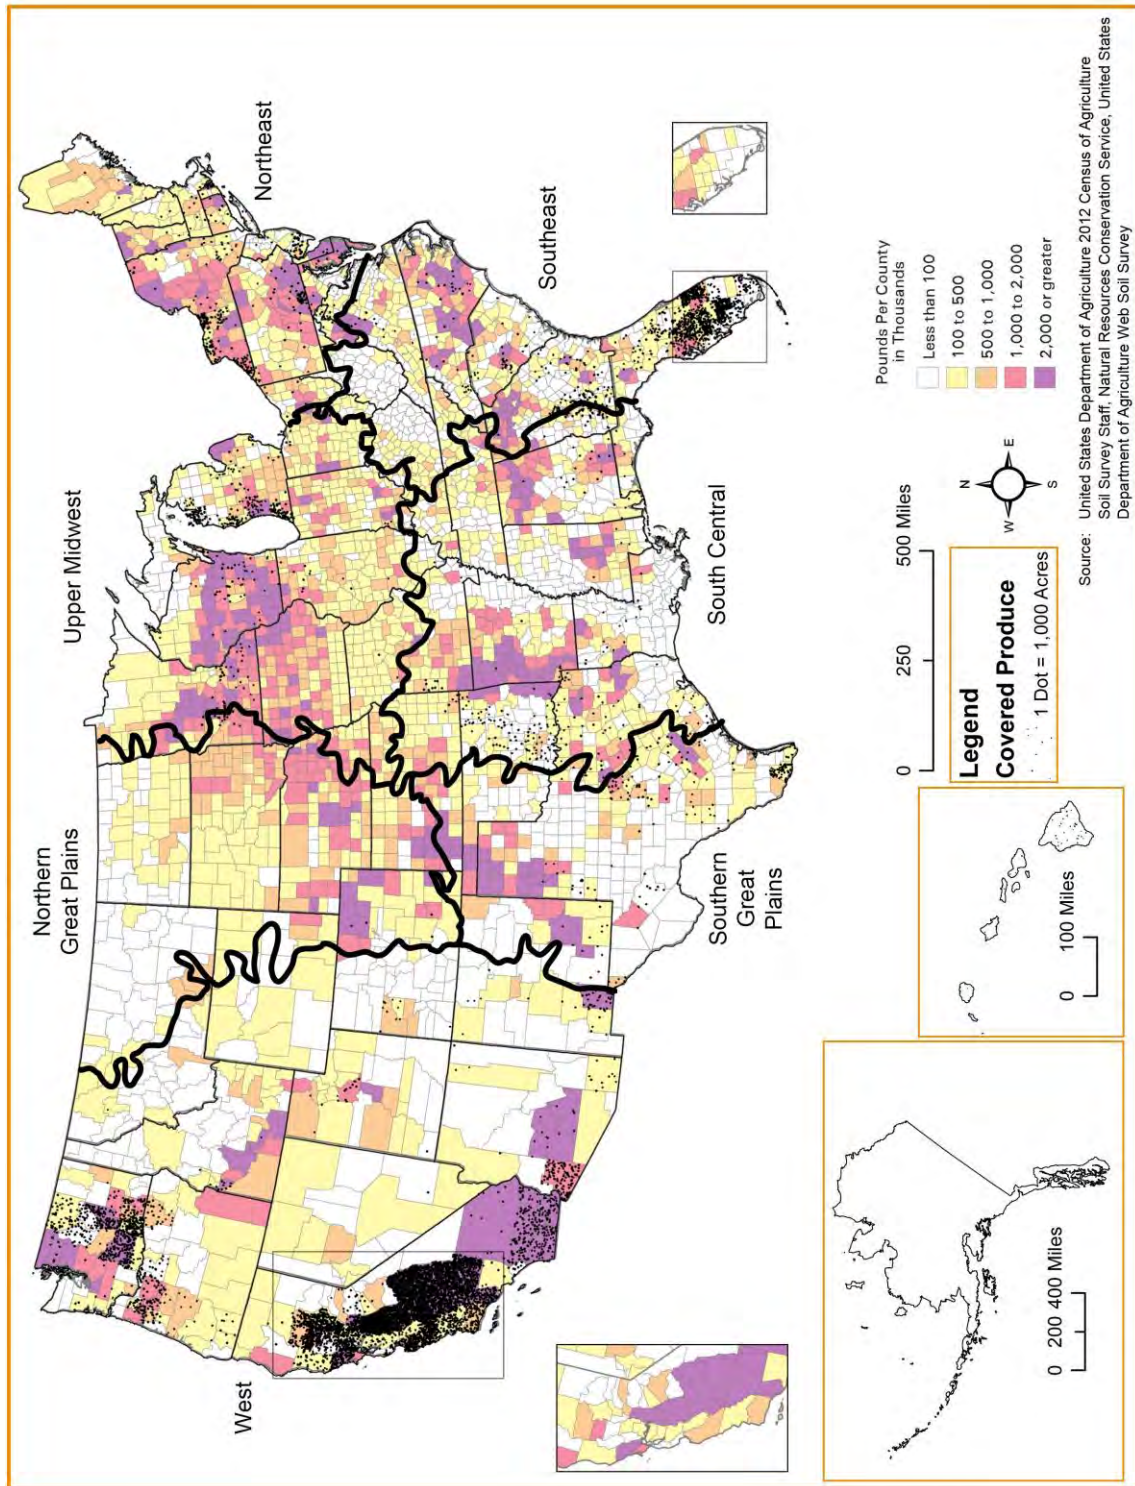 Northeast
Upper Midwest
Northern
Great Plains
West
Southeast
South Central
Southern
Great
Plains
Pounds Per County
in Thousands
Less than 100
100 to 500
500 to 1,000
1,000 to 2,000
2,000 or greater
N
W
E
S
0
250
500 Miles
Legend
Covered Produce
1 Dot = 1,000 Acres
0
100 Miles
0
200
400 Miles
Source: United States Department of Agriculture 2012 Census of Agriculture
Soil Survey Staff, Natural Resources Conservation Service, United States
Department of Agriculture Web Soil Survey